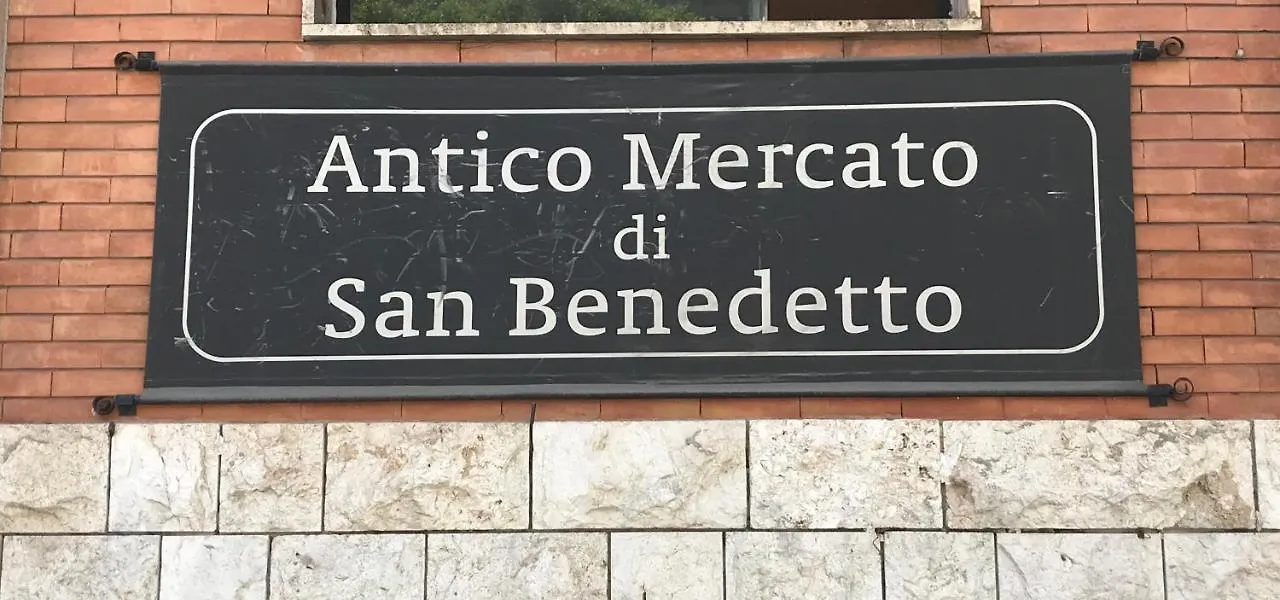 Antico Mercato
di
San Benedetto